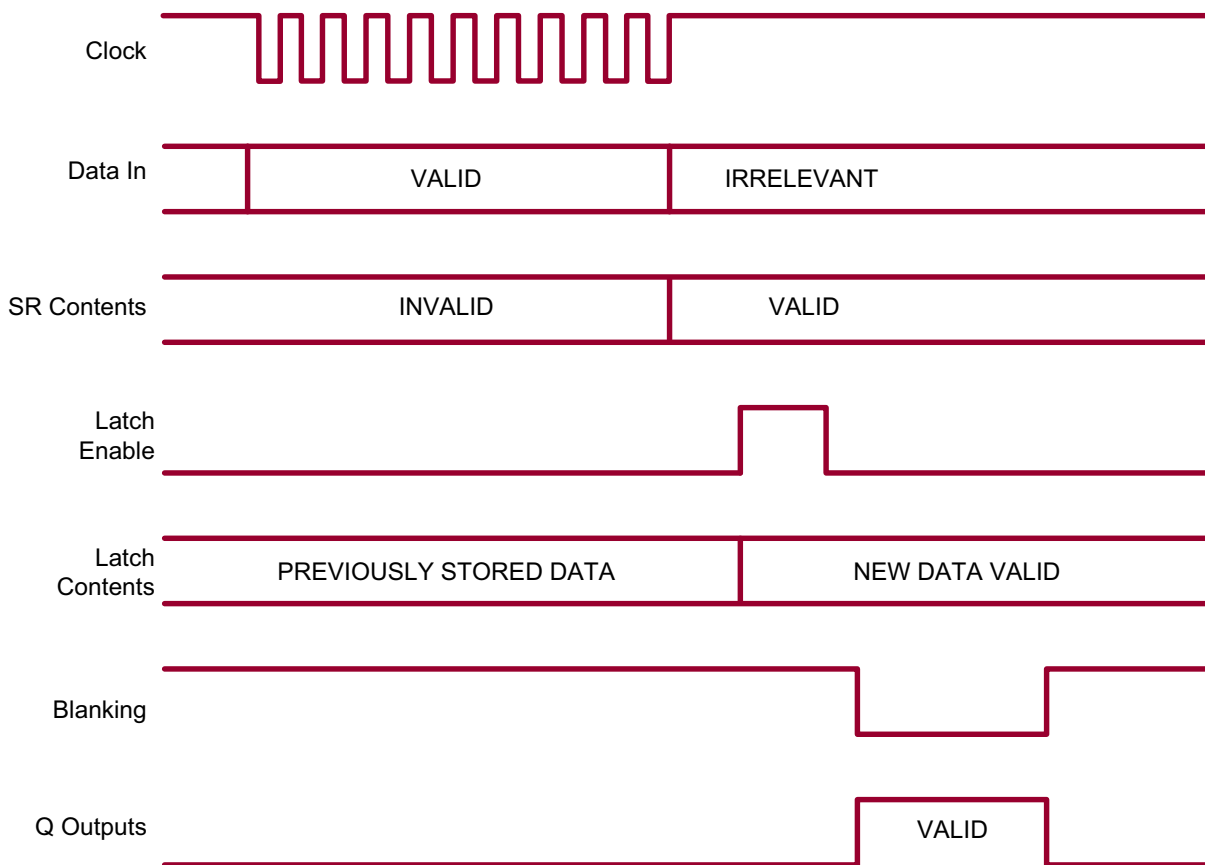 Clock
Data In
VALID
IRRELEVANT
SR Contents
INVALID
VALID
Latch
Enable
Latch
Contents
PREVIOUSLY STORED DATA
NEW DATA VALID
Blanking
Q Outputs
VALID